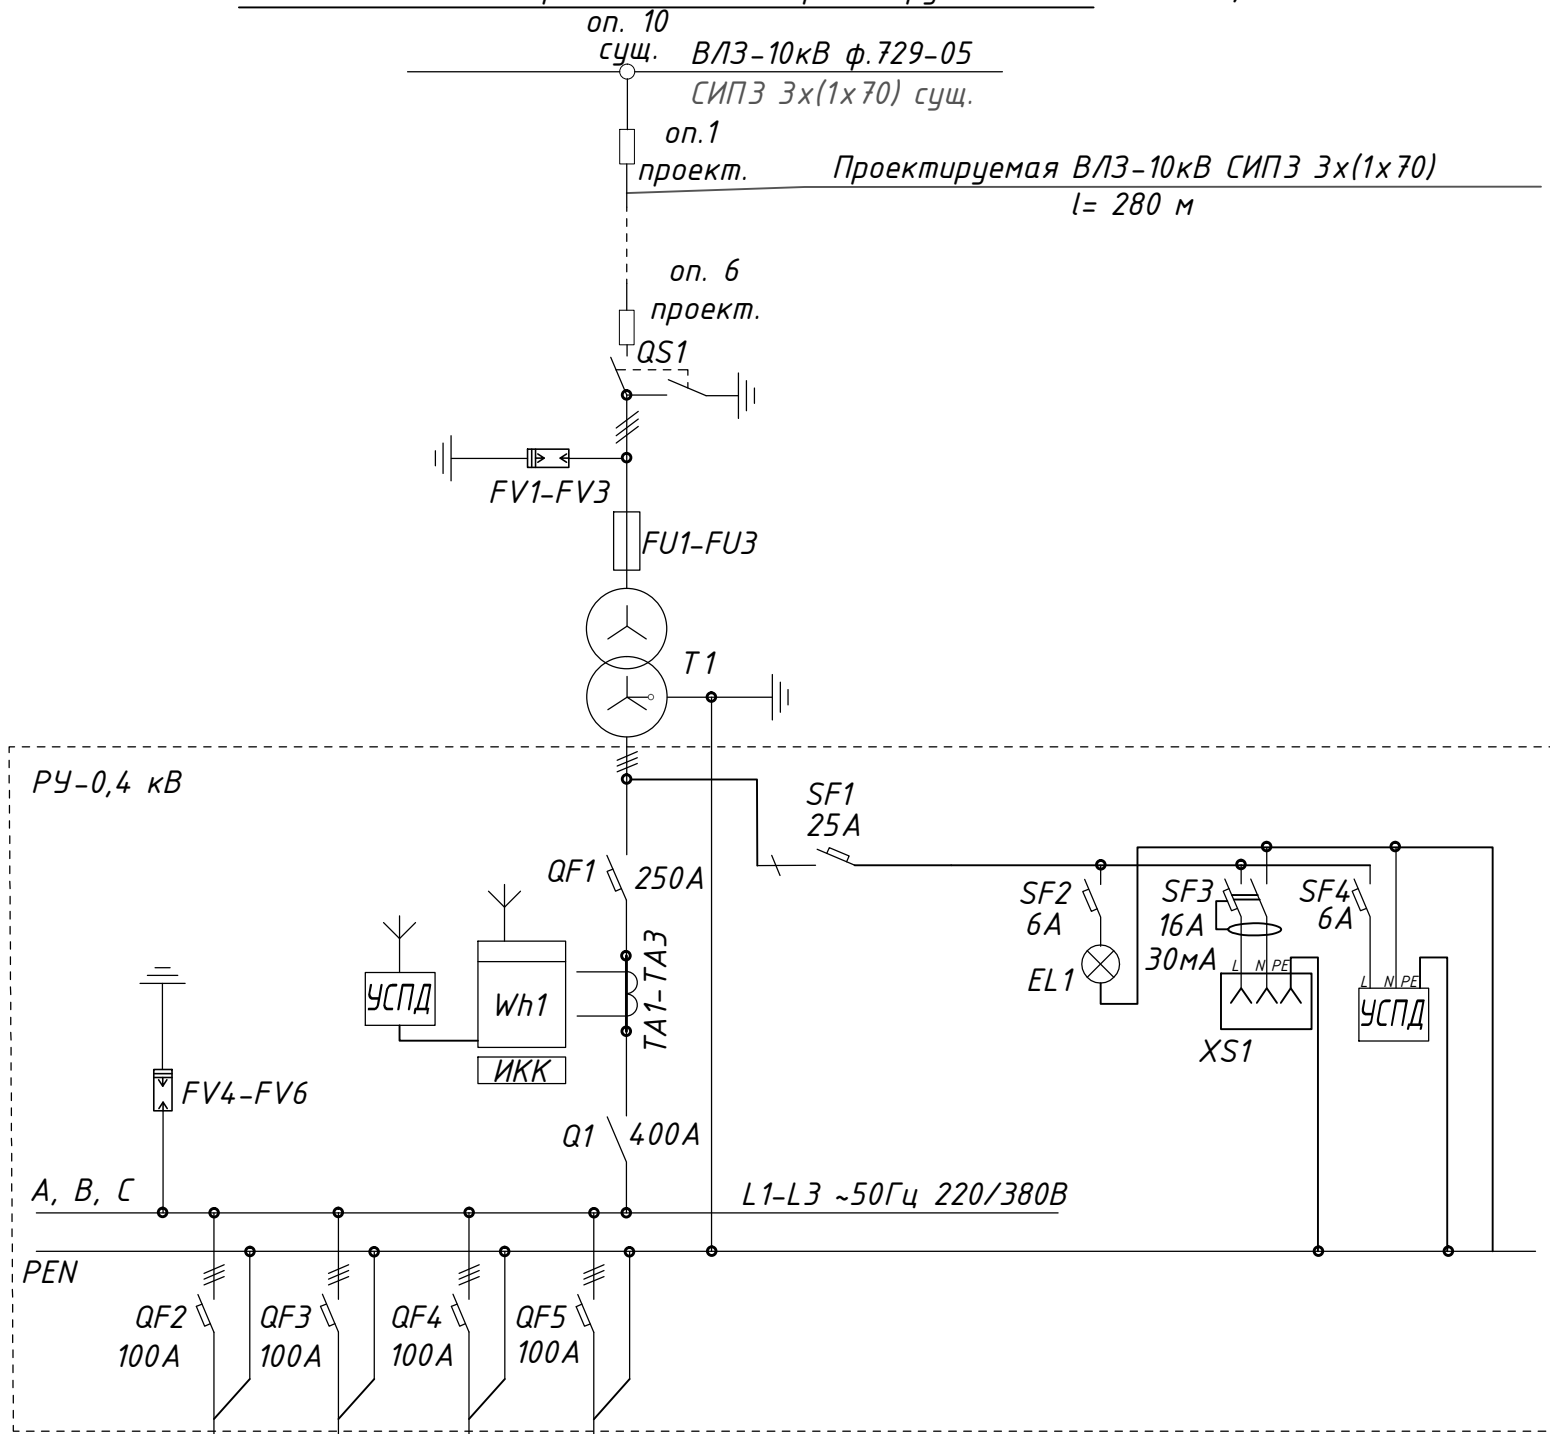 оп. 10
сущ.
ВЛЗ-10кВ ф.729-05
СИП3 3х(1х70) сущ.
оп.1
проект.
Проектируемая ВЛЗ-10кВ СИП3 3х(1х70)
l= 280 м
оп. 6
проект.
QS1
FV1-FV3
FU1-FU3
T1
РУ-0,4 кВ
SF1
25А
QF1
250А
SF2
6А
SF3
16А
30мА
SF4
6А
EL1
L N PE
L N PE
УСПД
Wh1
TA1-TA3
УСПД
XS1
ИКК
FV4-FV6
Q1
400А
A, B, C
L1-L3 ~50Гц 220/380В
PEN
QF2
100А
QF3
100А
QF4
100А
QF5
100А